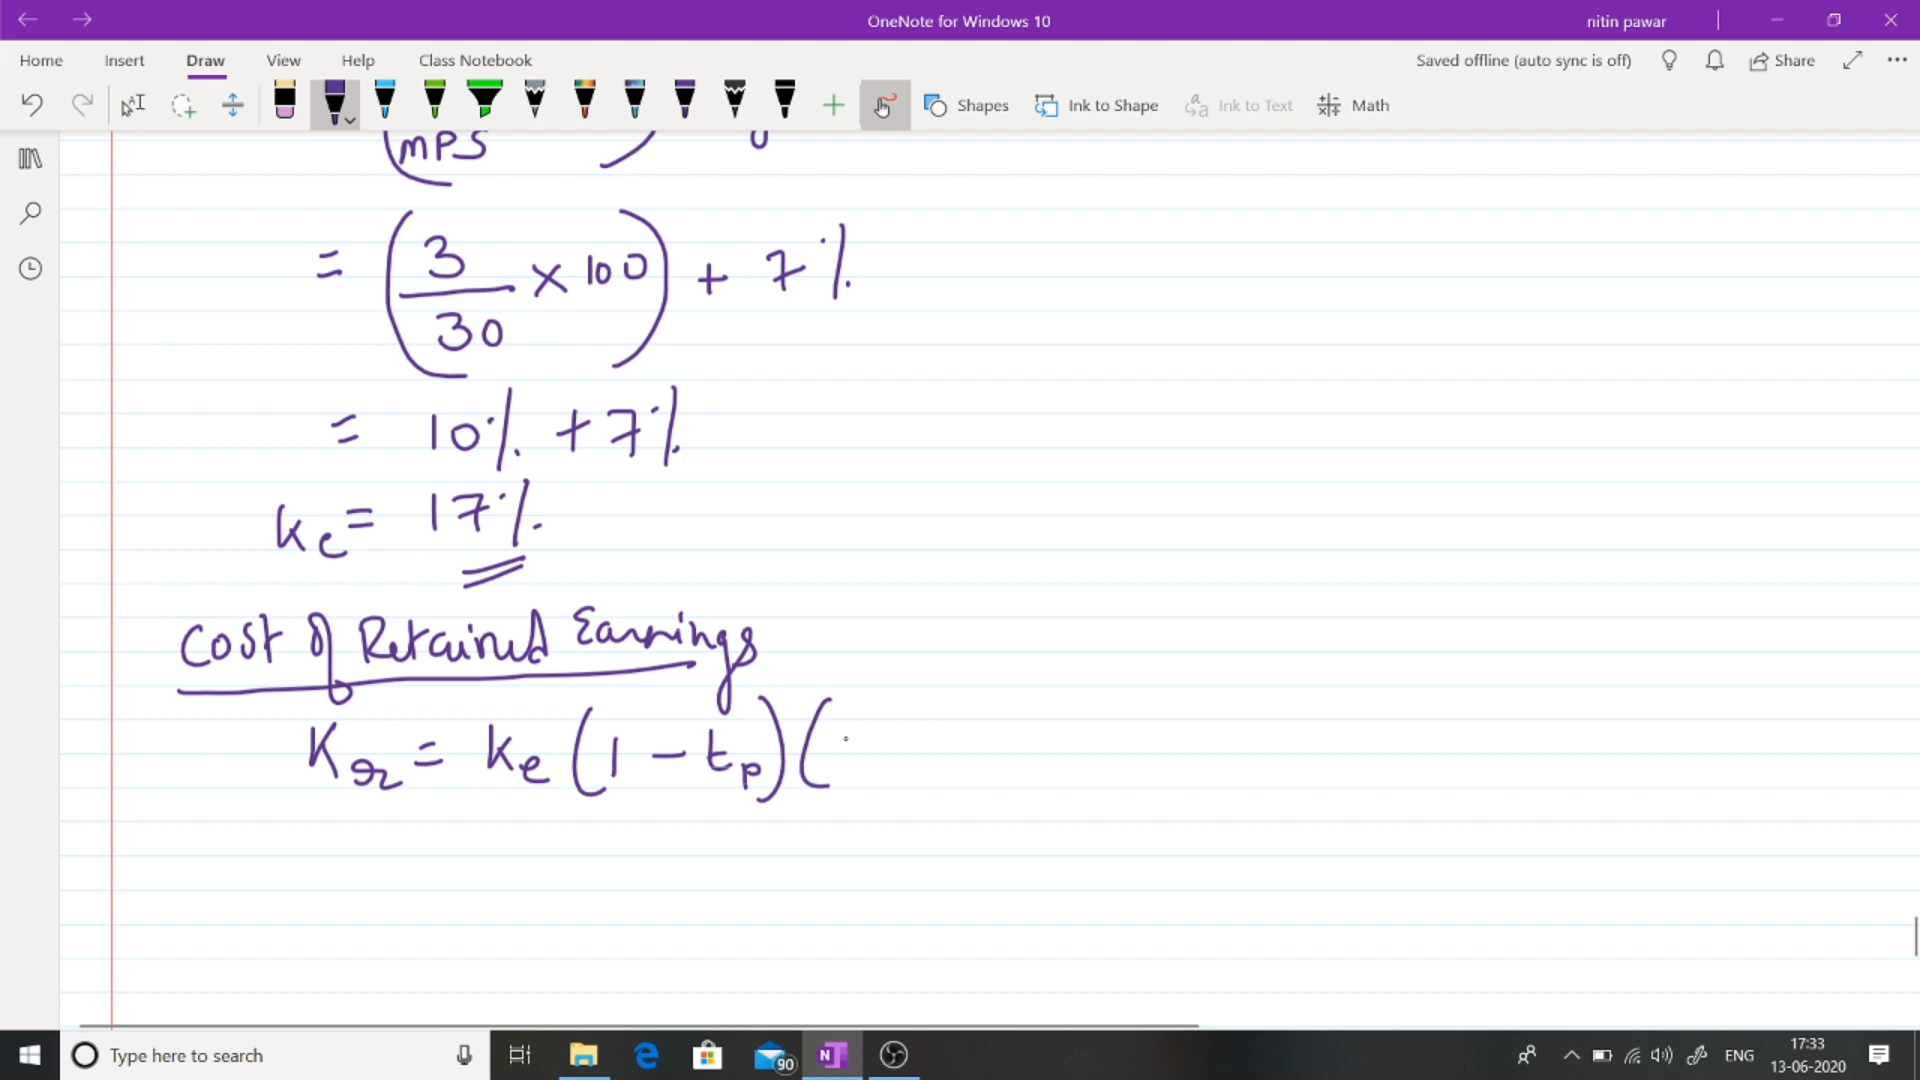 OneNote for Windows 10
nitin pawar
Home Insert Draw View Help Class Notebook
Saved offline (auto sync is off) Share
Shapes Ink to Shape Ink to Text Math
(MPS ) g
= (3/30 × 100) + 7%
= 10% + 7%
ke = 17%
Cost of Retained Earnings
Kr = ke (1 - tp) (
Type here to search
90
ENG
17:33
13-06-2020